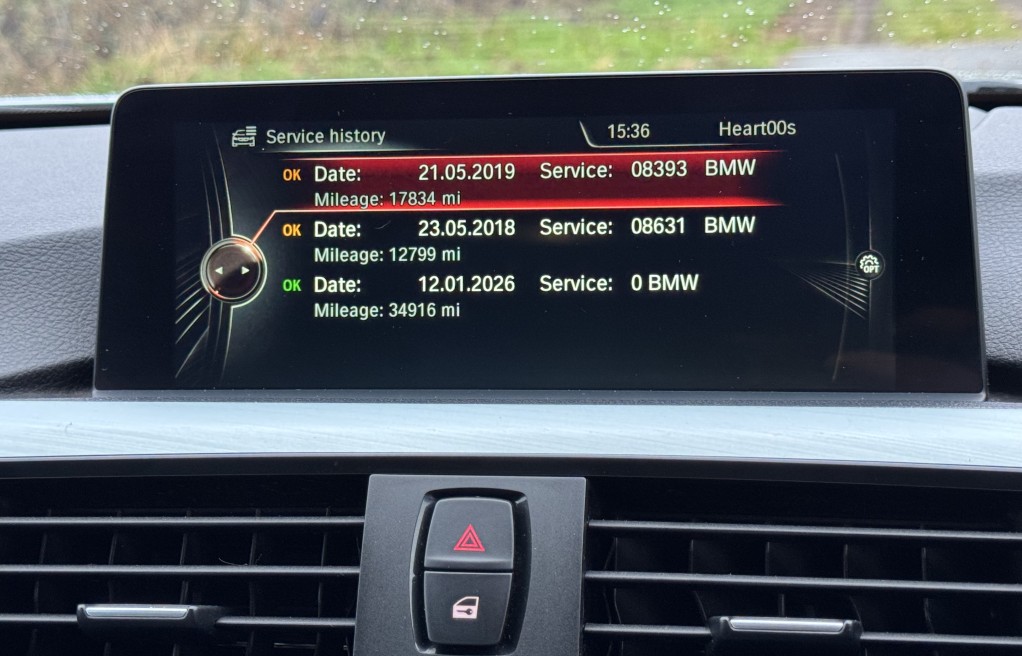 Service history 15:36 Heart00s
OK Date: 21.05.2019 Service: 08393 BMW
Mileage: 17834 mi
OK Date: 23.05.2018 Service: 08631 BMW
Mileage: 12799 mi
OK Date: 12.01.2026 Service: 0 BMW
Mileage: 34916 mi
OPT